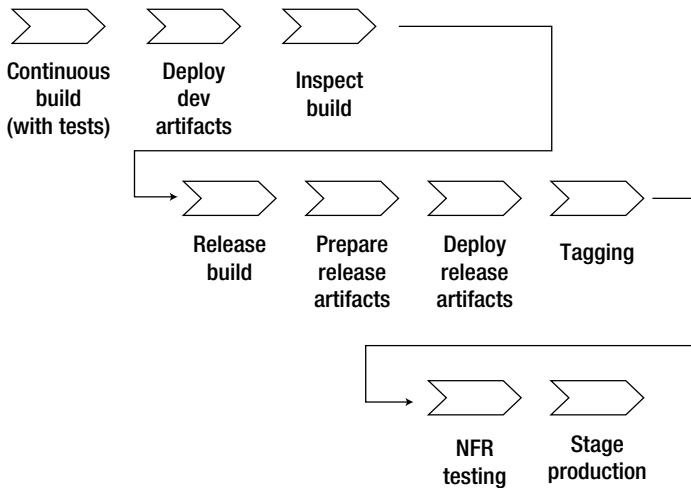 Continuous
build
(with tests)
Deploy
dev
artifacts
Inspect
build
Release
build
Prepare
release
artifacts
Deploy
release
artifacts
Tagging
NFR
testing
Stage
production